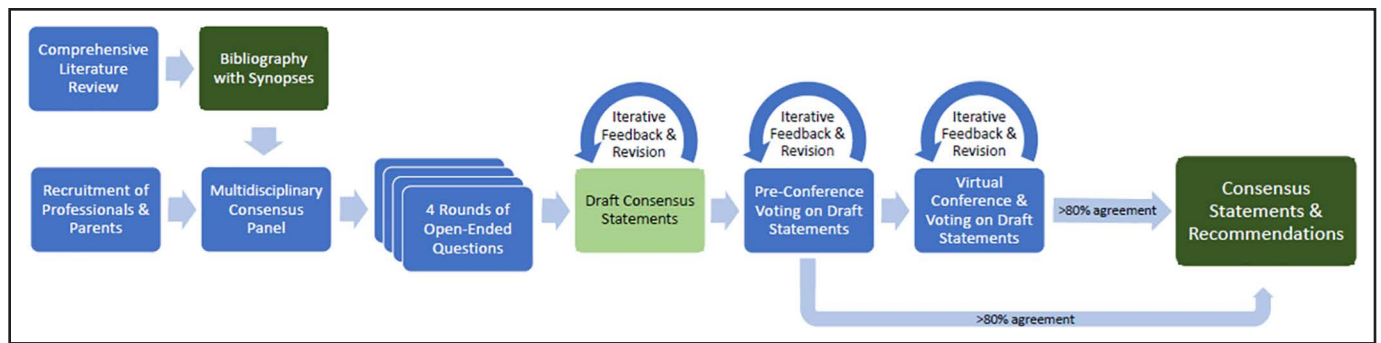 Comprehensive
Literature
Review
Bibliography
with Synopses
Recruitment of
Professionals &
Parents
Multidisciplinary
Consensus
Panel
4 Rounds of
Open-Ended
Questions
Iterative
Feedback &
Revision
Draft Consensus
Statements
Iterative
Feedback &
Revision
Pre-Conference
Voting on Draft
Statements
Iterative
Feedback &
Revision
Virtual
Conference &
Voting on Draft
Statements
>80% agreement
Consensus
Statements &
Recommendations
>80% agreement